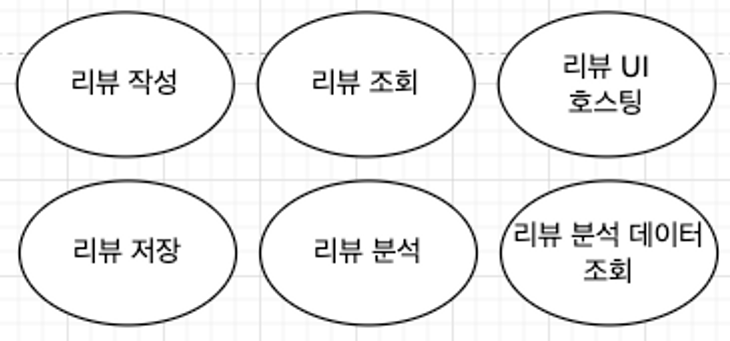 리뷰 작성
리뷰 조회
리뷰 UI
호스팅
리뷰 저장
리뷰 분석
리뷰 분석 데이터
조회